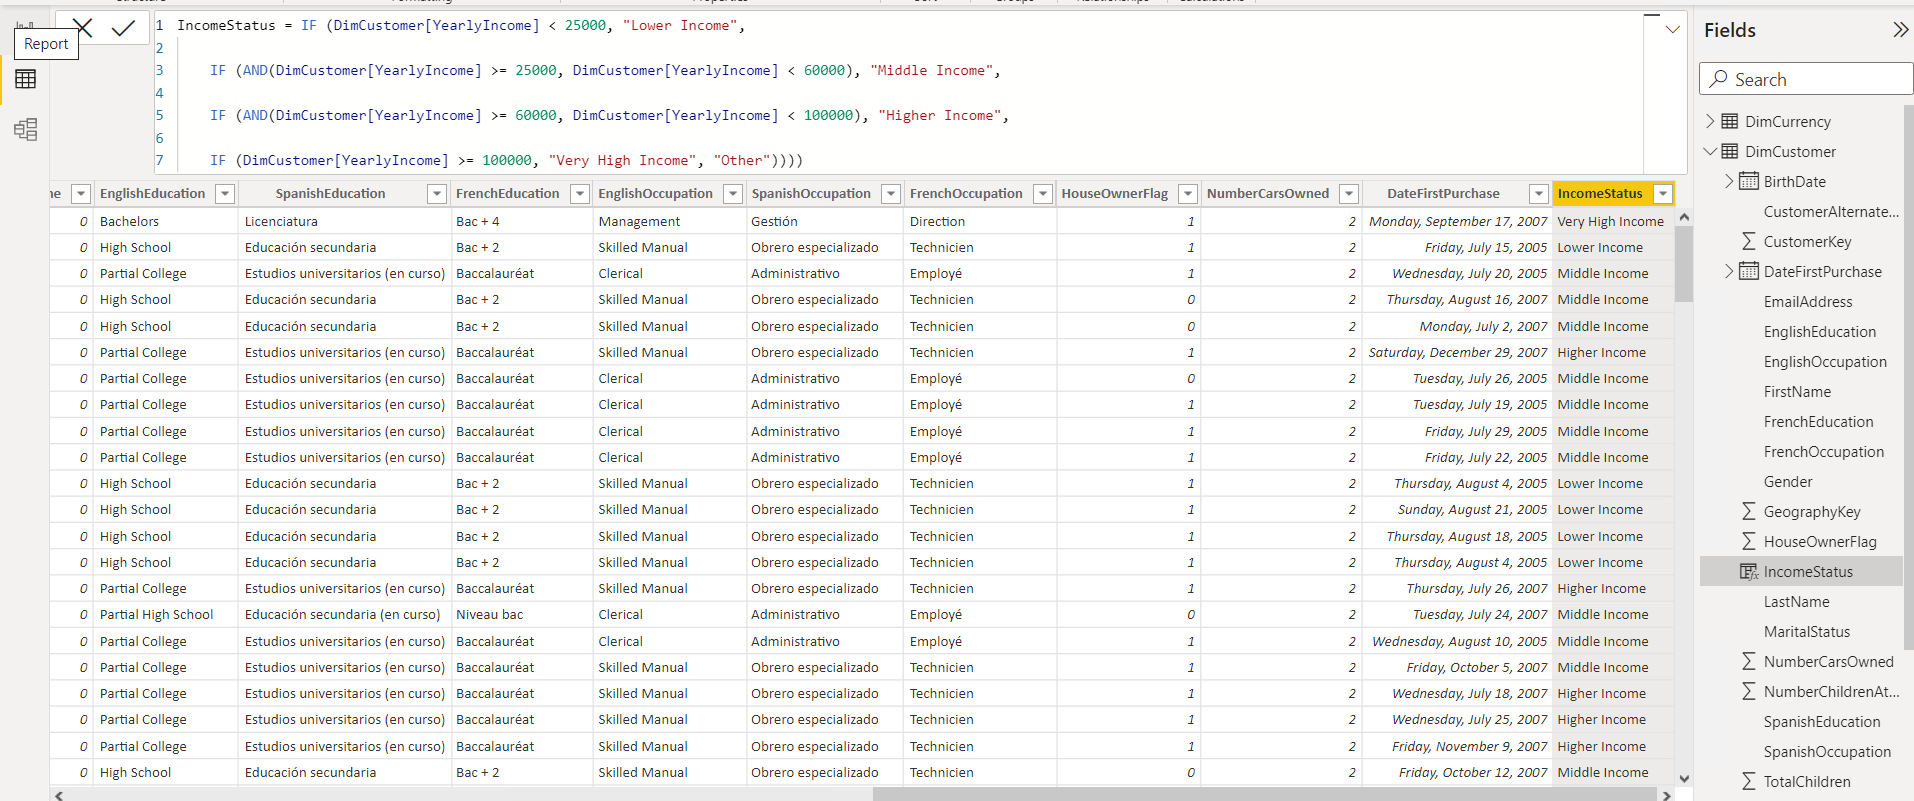 Structure Formatting Properties Sort Groups Relationships Calculations
Report
1 IncomeStatus = IF (DimCustomer[YearlyIncome] < 25000, "Lower Income",
2
3 IF (AND(DimCustomer[YearlyIncome] >= 25000, DimCustomer[YearlyIncome] < 60000), "Middle Income",
4
5 IF (AND(DimCustomer[YearlyIncome] >= 60000, DimCustomer[YearlyIncome] < 100000), "Higher Income",
6
7 IF (DimCustomer[YearlyIncome] >= 100000, "Very High Income", "Other"))))
ne EnglishEducation SpanishEducation FrenchEducation EnglishOccupation SpanishOccupation FrenchOccupation HouseOwnerFlag NumberCarsOwned DateFirstPurchase IncomeStatus
0 Bachelors Licenciatura Bac + 4 Management Gestión Direction 1 2 Monday, September 17, 2007 Very High Income
0 High School Educación secundaria Bac + 2 Skilled Manual Obrero especializado Technicien 1 2 Friday, July 15, 2005 Lower Income
0 Partial College Estudios universitarios (en curso) Baccalauréat Clerical Administrativo Employé 1 2 Wednesday, July 20, 2005 Middle Income
0 High School Educación secundaria Bac + 2 Skilled Manual Obrero especializado Technicien 0 2 Thursday, August 16, 2007 Middle Income
0 High School Educación secundaria Bac + 2 Skilled Manual Obrero especializado Technicien 0 2 Monday, July 2, 2007 Middle Income
0 Partial College Estudios universitarios (en curso) Baccalauréat Skilled Manual Obrero especializado Technicien 1 2 Saturday, December 29, 2007 Higher Income
0 Partial College Estudios universitarios (en curso) Baccalauréat Clerical Administrativo Employé 0 2 Tuesday, July 26, 2005 Middle Income
0 Partial College Estudios universitarios (en curso) Baccalauréat Clerical Administrativo Employé 1 2 Tuesday, July 19, 2005 Middle Income
0 Partial College Estudios universitarios (en curso) Baccalauréat Clerical Administrativo Employé 1 2 Friday, July 29, 2005 Middle Income
0 Partial College Estudios universitarios (en curso) Baccalauréat Clerical Administrativo Employé 1 2 Friday, July 22, 2005 Middle Income
0 High School Educación secundaria Bac + 2 Skilled Manual Obrero especializado Technicien 1 2 Thursday, August 4, 2005 Lower Income
0 High School Educación secundaria Bac + 2 Skilled Manual Obrero especializado Technicien 1 2 Sunday, August 21, 2005 Lower Income
0 High School Educación secundaria Bac + 2 Skilled Manual Obrero especializado Technicien 1 2 Thursday, August 18, 2005 Lower Income
0 High School Educación secundaria Bac + 2 Skilled Manual Obrero especializado Technicien 1 2 Thursday, August 4, 2005 Lower Income
0 Partial College Estudios universitarios (en curso) Baccalauréat Skilled Manual Obrero especializado Technicien 1 2 Thursday, July 26, 2007 Higher Income
0 Partial High School Educación secundaria (en curso) Niveau bac Clerical Administrativo Employé 0 2 Tuesday, July 24, 2007 Middle Income
0 Partial College Estudios universitarios (en curso) Baccalauréat Clerical Administrativo Employé 1 2 Wednesday, August 10, 2005 Middle Income
0 Partial College Estudios universitarios (en curso) Baccalauréat Skilled Manual Obrero especializado Technicien 1 2 Friday, October 5, 2007 Middle Income
0 Partial College Estudios universitarios (en curso) Baccalauréat Skilled Manual Obrero especializado Technicien 1 2 Wednesday, July 18, 2007 Higher Income
0 Partial College Estudios universitarios (en curso) Baccalauréat Skilled Manual Obrero especializado Technicien 1 2 Wednesday, July 25, 2007 Higher Income
0 Partial College Estudios universitarios (en curso) Baccalauréat Skilled Manual Obrero especializado Technicien 1 2 Friday, November 9, 2007 Higher Income
0 High School Educación secundaria Bac + 2 Skilled Manual Obrero especializado Technicien 0 2 Friday, October 12, 2007 Middle Income
Fields
Search
DimCurrency
DimCustomer
BirthDate
CustomerAlternate...
CustomerKey
DateFirstPurchase
EmailAddress
EnglishEducation
EnglishOccupation
FirstName
FrenchEducation
FrenchOccupation
Gender
GeographyKey
HouseOwnerFlag
IncomeStatus
LastName
MaritalStatus
NumberCarsOwned
NumberChildrenAt...
SpanishEducation
SpanishOccupation
TotalChildren